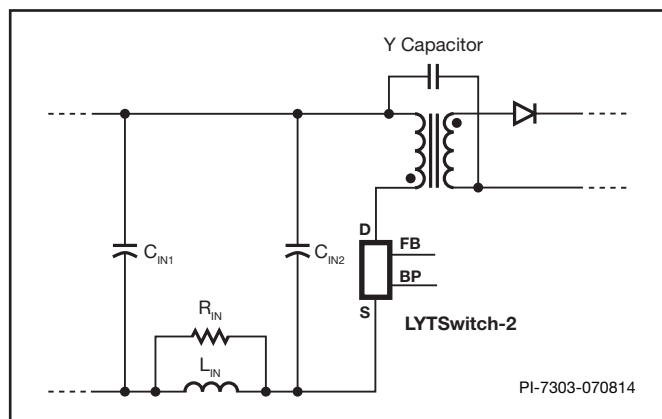 Y Capacitor
D
FB
C_IN1
C_IN2
BP
S
R_IN
LYTSwitch-2
L_IN
PI-7303-070814